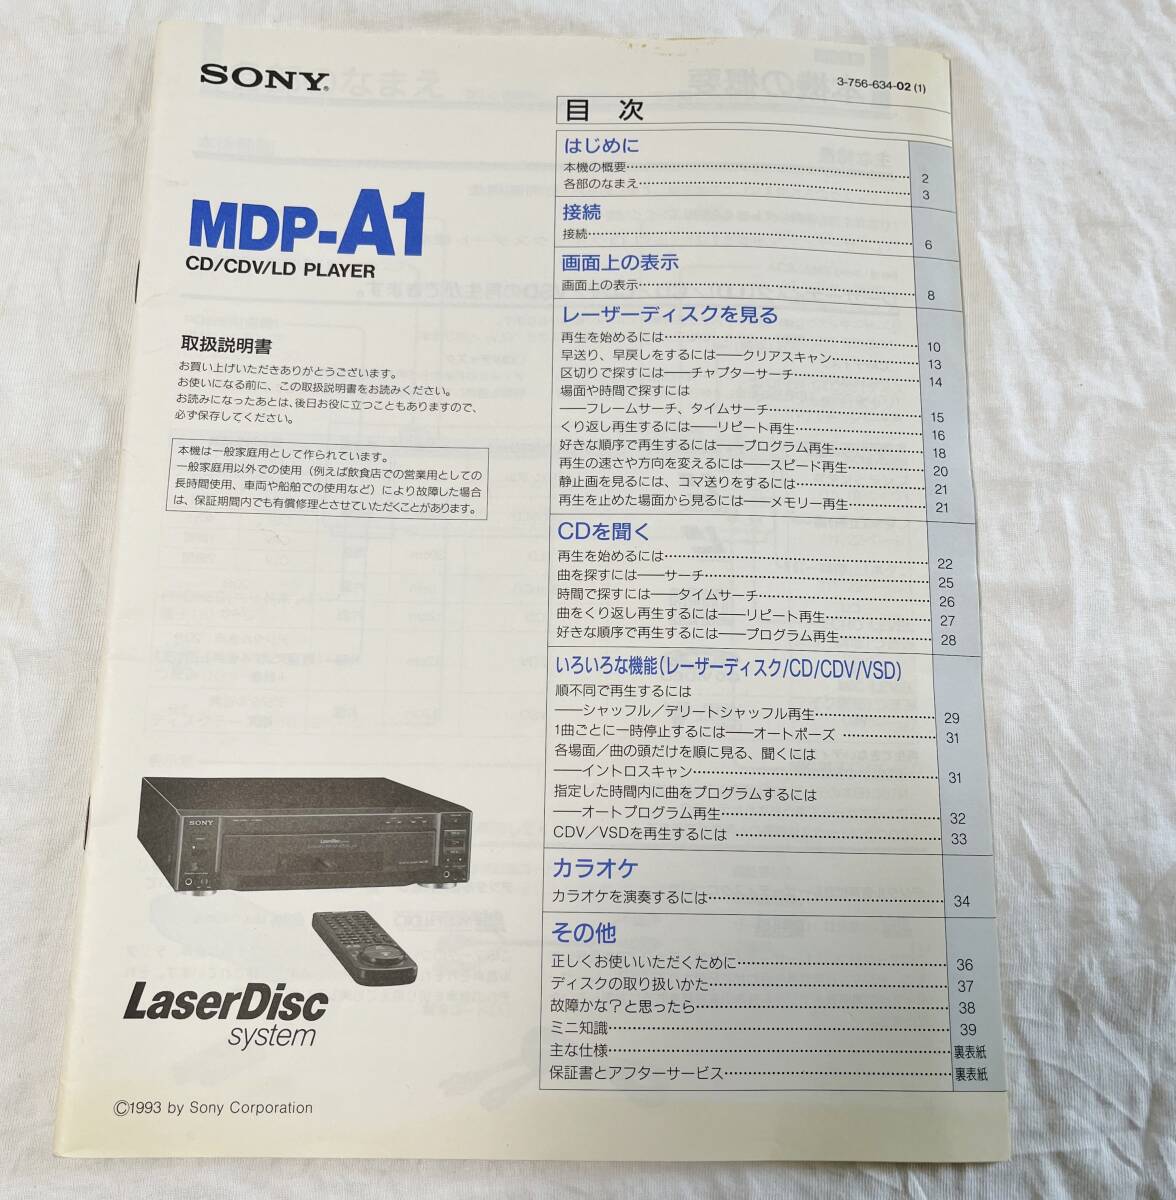 SONY®
3-756-634-02 (1)
MDP-A1
CD/CDV/LD PLAYER
取扱説明書
お買い上げいただきありがとうございます。
お使いになる前に、この取扱説明書をお読みください。
お読みになったあとは、後日お役に立つこともありますので、
必ず保存してください。
本機は一般家庭用として作られています。
一般家庭用以外での使用（例えば飲食店での営業用としての
長時間使用、車両や船舶での使用など）により故障した場合
は、保証期間内でも有償修理とさせていただくことがあります。
SONY
LaserDisc
LaserDisc
system
©1993 by Sony Corporation
目 次
はじめに
本機の概要 2
各部のなまえ 3
接続
接続 6
画面上の表示
画面上の表示 8
レーザーディスクを見る
再生を始めるには 10
早送り、早戻しをするには──クリアスキャン 13
区切りで探すには──チャプターサーチ 14
場面や時間で探すには
──フレームサーチ、タイムサーチ 15
くり返し再生するには──リピート再生 16
好きな順序で再生するには──プログラム再生 18
再生の速さや方向を変えるには──スピード再生 20
静止画を見るには、コマ送りをするには 21
再生を止めた場面から見るには──メモリー再生 21
CDを聞く
再生を始めるには 22
曲を探すには──サーチ 25
時間で探すには──タイムサーチ 26
曲をくり返し再生するには──リピート再生 27
好きな順序で再生するには──プログラム再生 28
いろいろな機能（レーザーディスク/CD/CDV/VSD）
順不同で再生するには
──シャッフル／デリートシャッフル再生 29
1曲ごとに一時停止するには──オートポーズ 31
各場面／曲の頭だけを順に見る、聞くには
──イントロスキャン 31
指定した時間内に曲をプログラムするには
──オートプログラム再生 32
CDV／VSDを再生するには 33
カラオケ
カラオケを演奏するには 34
その他
正しくお使いいただくために 36
ディスクの取り扱いかた 37
故障かな？と思ったら 38
ミニ知識 39
主な仕様 裏表紙
保証書とアフターサービス 裏表紙